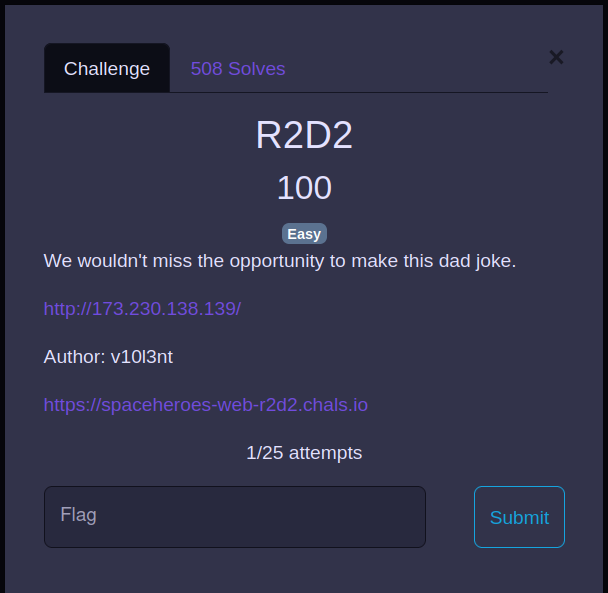 Challenge
508 Solves
×
R2D2
100
Easy
We wouldn't miss the opportunity to make this dad joke.
http://173.230.138.139/
Author: v10l3nt
https://spaceheroes-web-r2d2.chals.io
1/25 attempts
Flag
Submit